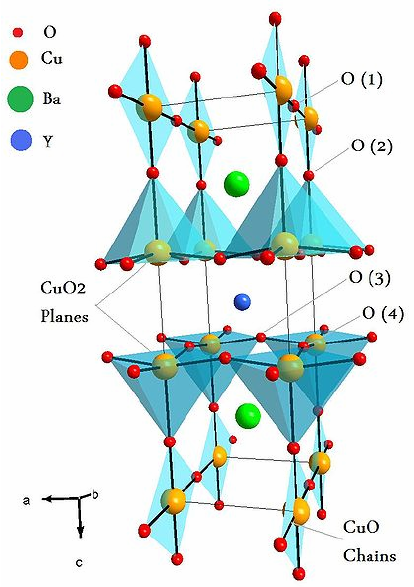 O
Cu
Ba
Y
O (1)
O (2)
CuO2
Planes
O (3)
O (4)
a
b
c
CuO
Chains